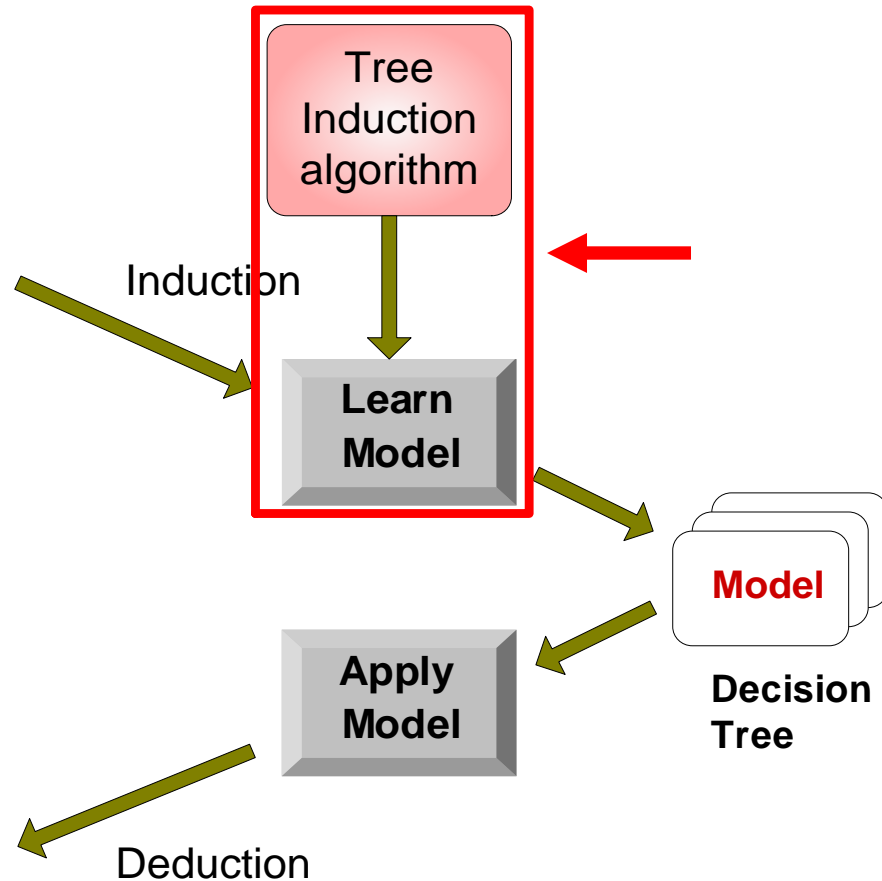 Tree
Induction
algorithm
Induction
Learn
Model
Model
Decision
Tree
Apply
Model
Deduction